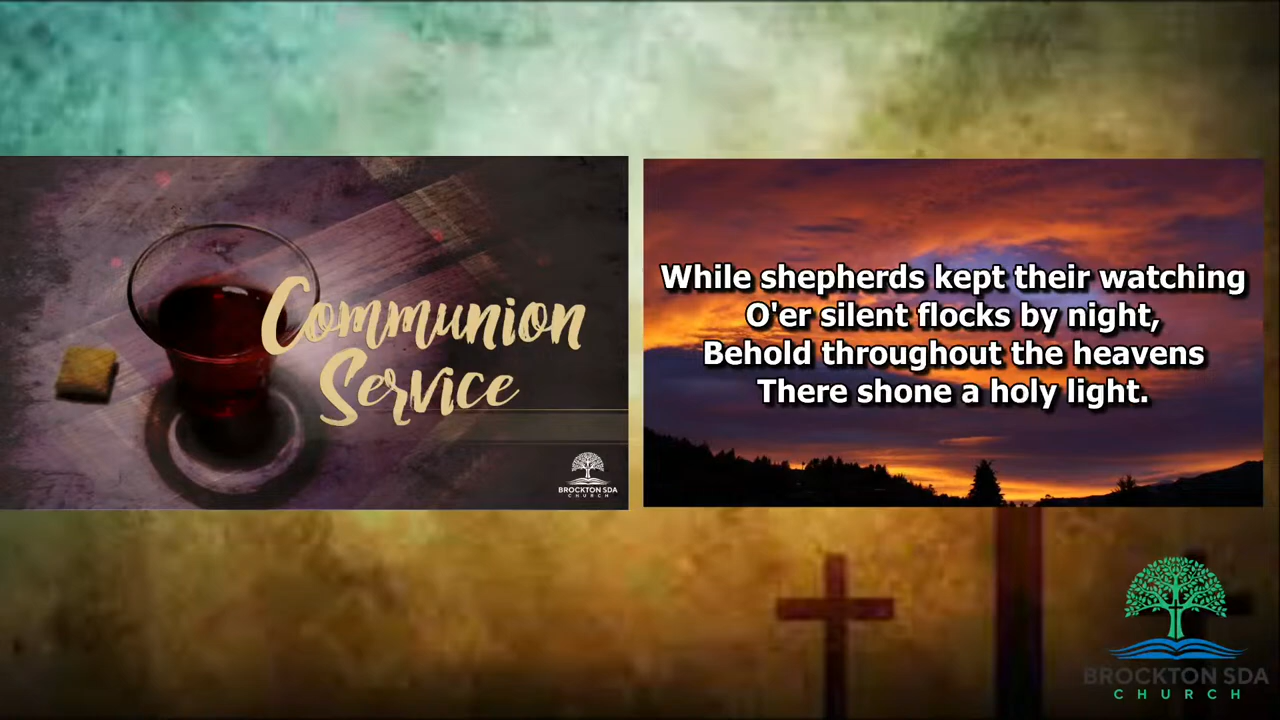 Communion
Service
BROCKTON SDA
CHURCH
While shepherds kept their watching
O'er silent flocks by night,
Behold throughout the heavens
There shone a holy light.
BROCKTON SDA
CHURCH